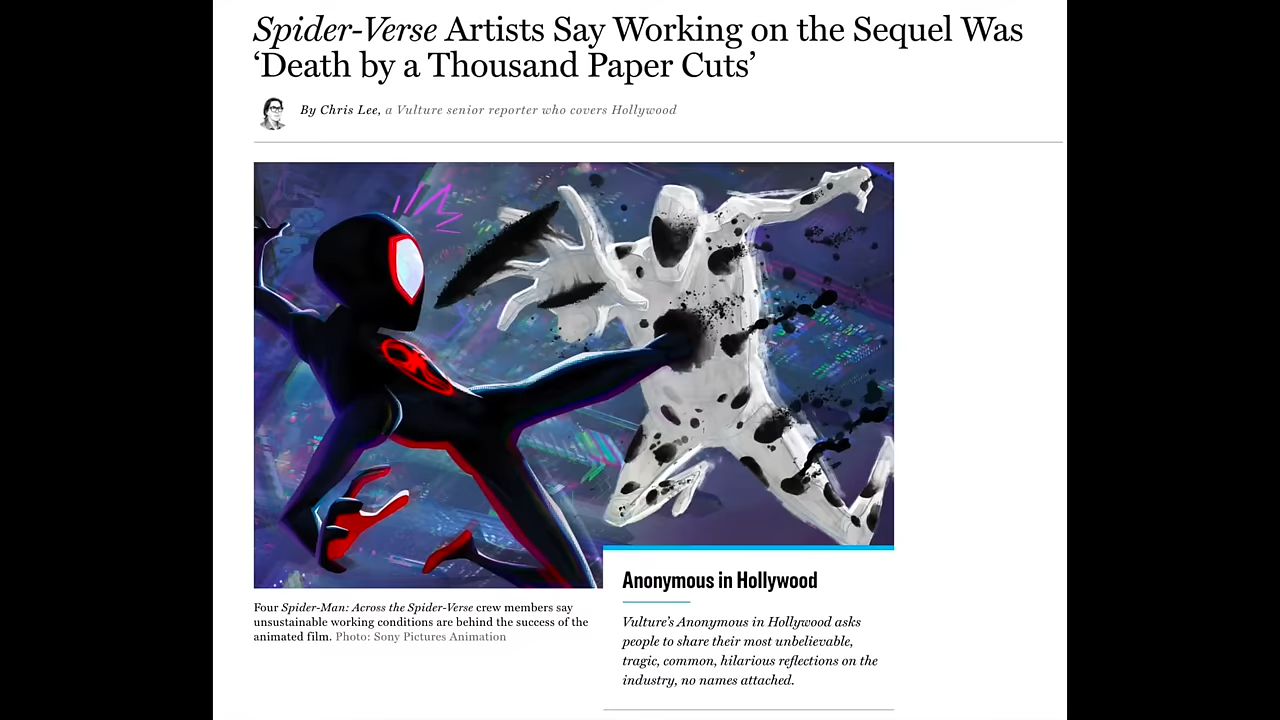 Spider-Verse Artists Say Working on the Sequel Was
‘Death by a Thousand Paper Cuts’
By Chris Lee, a Vulture senior reporter who covers Hollywood
Four Spider-Man: Across the Spider-Verse crew members say
unsustainable working conditions are behind the success of the
animated film. Photo: Sony Pictures Animation
Anonymous in Hollywood
Vulture’s Anonymous in Hollywood asks
people to share their most unbelievable,
tragic, common, hilarious reflections on the
industry, no names attached.